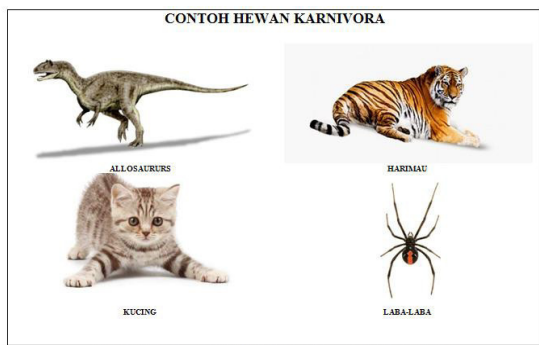 CONTOH HEWAN KARNIVORA
ALLOSAURURS
HARIMAU
KUCING
LABA-LABA